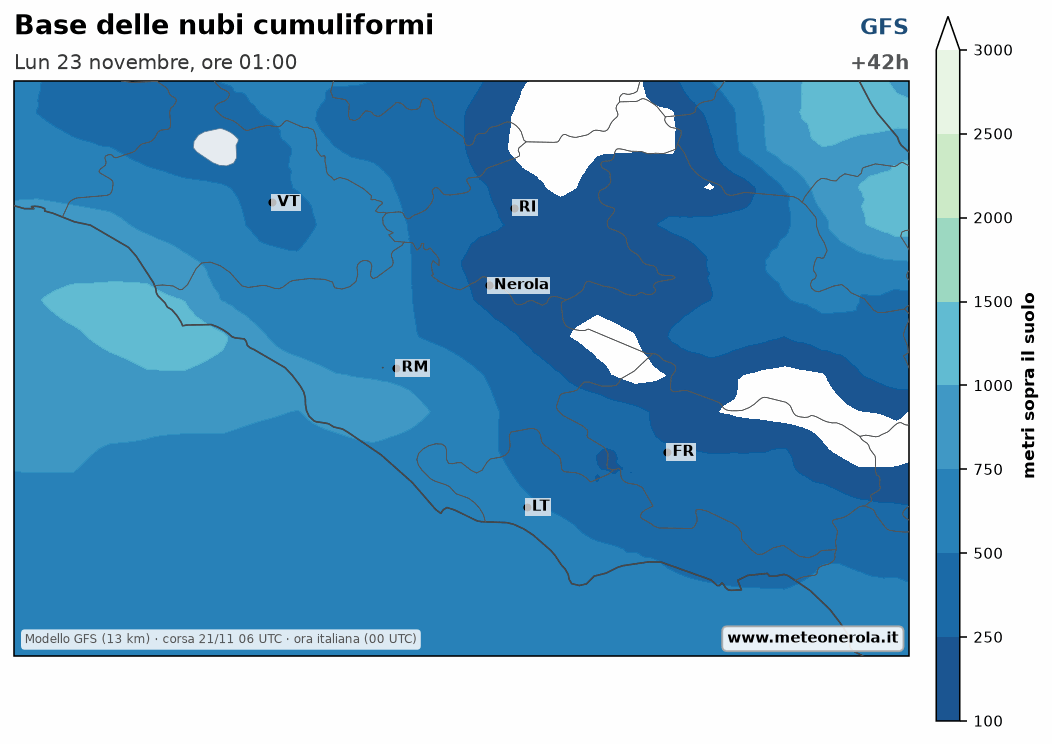 Base delle nubi cumuliformi
GFS
Lun 23 novembre, ore 01:00
+42h
3000
2500
2000
1500
1000
750
500
250
100
metri sopra il suolo
VT
RI
Nerola
RM
FR
LT
Modello GFS (13 km) · corsa 21/11 06 UTC · ora italiana (00 UTC)
www.meteonerola.it